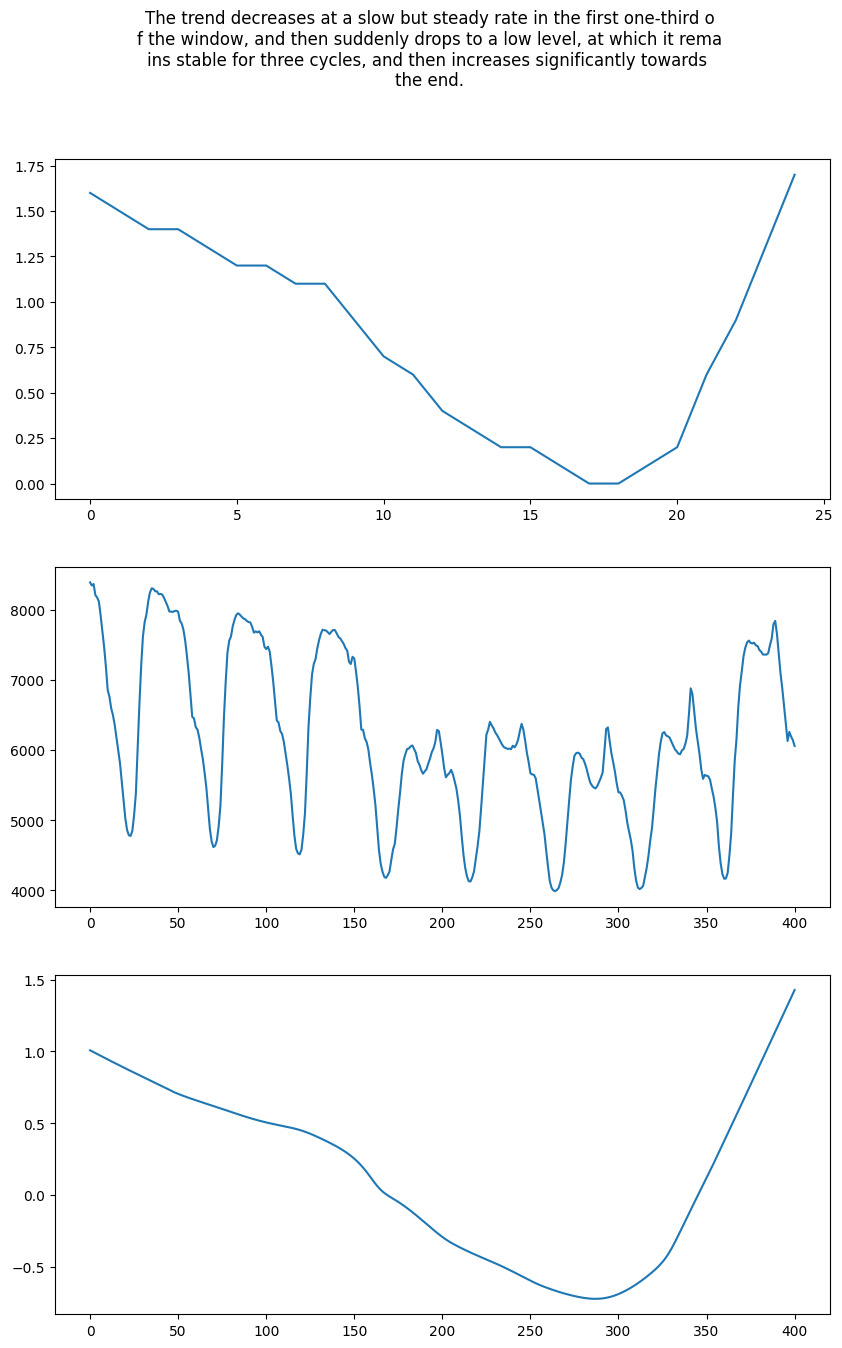 The trend decreases at a slow but steady rate in the first one-third o
f the window, and then suddenly drops to a low level, at which it rema
ins stable for three cycles, and then increases significantly towards
the end.
1.75
1.50
1.25
1.00
0.75
0.50
0.25
0.00
0 5 10 15 20 25
8000
7000
6000
5000
4000
0 50 100 150 200 250 300 350 400
1.5
1.0
0.5
0.0
−0.5
0 50 100 150 200 250 300 350 400